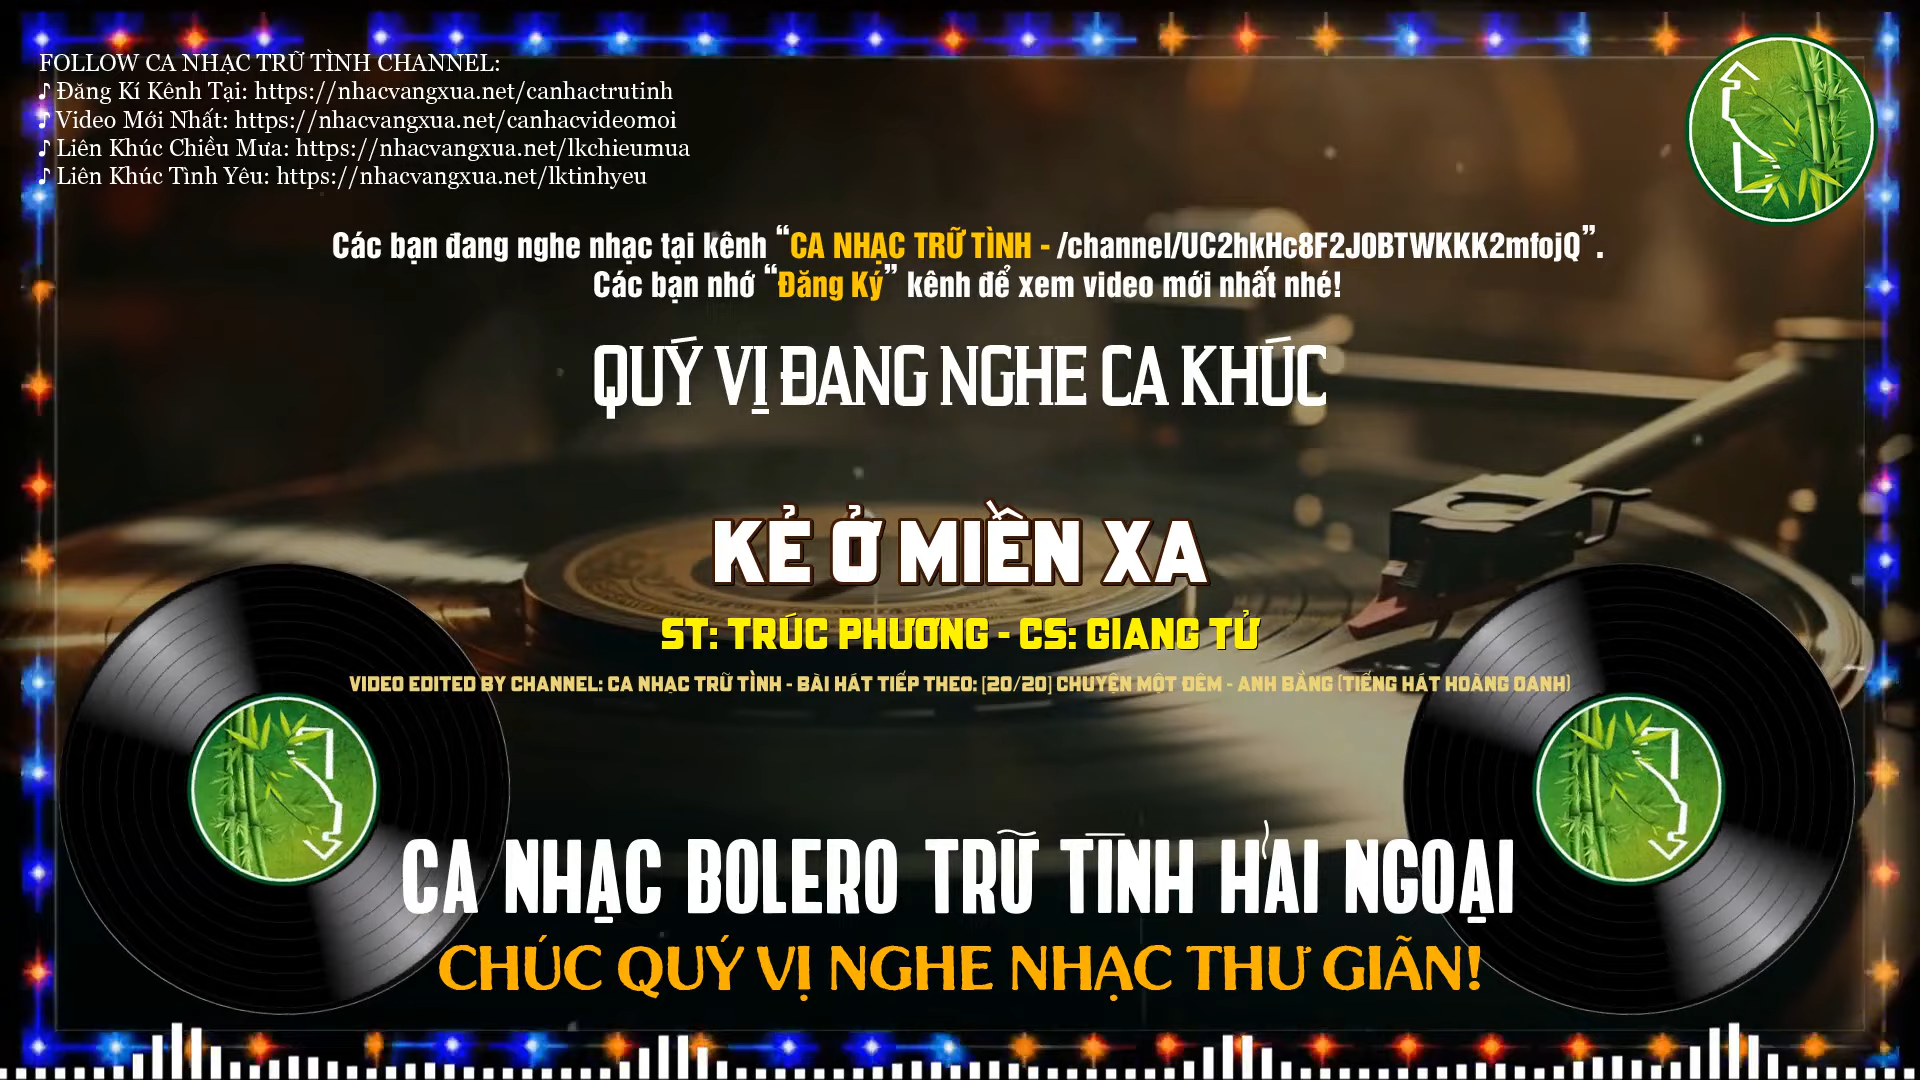 FOLLOW CA NHẠC TRỮ TÌNH CHANNEL:
♪ Đăng Kí Kênh Tại: https://nhacvangxua.net/canhactrutinh
♪ Video Mới Nhất: https://nhacvangxua.net/canhacvideomoi
♪ Liên Khúc Chiều Mưa: https://nhacvangxua.net/lkchieumua
♪ Liên Khúc Tình Yêu: https://nhacvangxua.net/lktinhyeu
Các bạn đang nghe nhạc tại kênh “CA NHẠC TRỮ TÌNH - /channel/UC2hkHc8F2J0BTWKKK2mfojQ”.
Các bạn nhớ “Đăng Ký” kênh để xem video mới nhất nhé!
QUÝ VỊ ĐANG NGHE CA KHÚC
KẺ Ở MIỀN XA
ST: TRÚC PHƯƠNG - CS: GIANG TỬ
VIDEO EDITED BY CHANNEL: CA NHẠC TRỮ TÌNH - BÀI HÁT TIẾP THEO: [20/20] CHUYỆN MỘT ĐÊM - ANH BẰNG (TIẾNG HÁT HOÀNG OANH)
CA NHẠC BOLERO TRỮ TÌNH HẢI NGOẠI
CHÚC QUÝ VỊ NGHE NHẠC THƯ GIÃN!